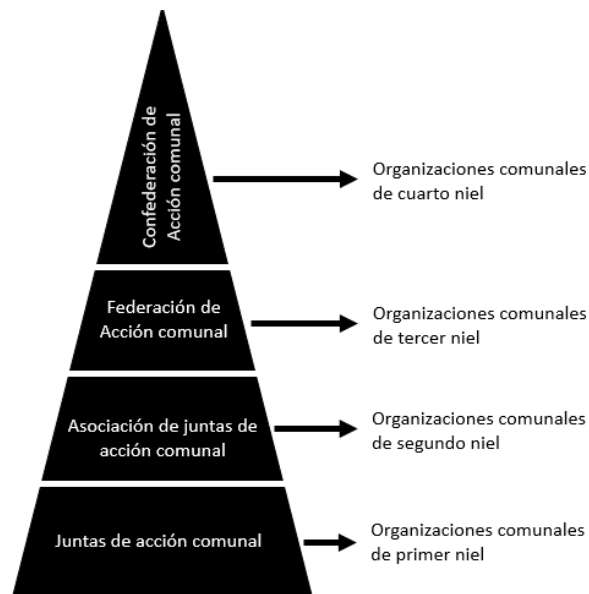 Confederación de
Acción comunal
Organizaciones comunales
de cuarto niel
Federación de
Acción comunal
Organizaciones comunales
de tercer niel
Asociación de juntas de
acción comunal
Organizaciones comunales
de segundo niel
Juntas de acción comunal
Organizaciones comunales
de primer niel